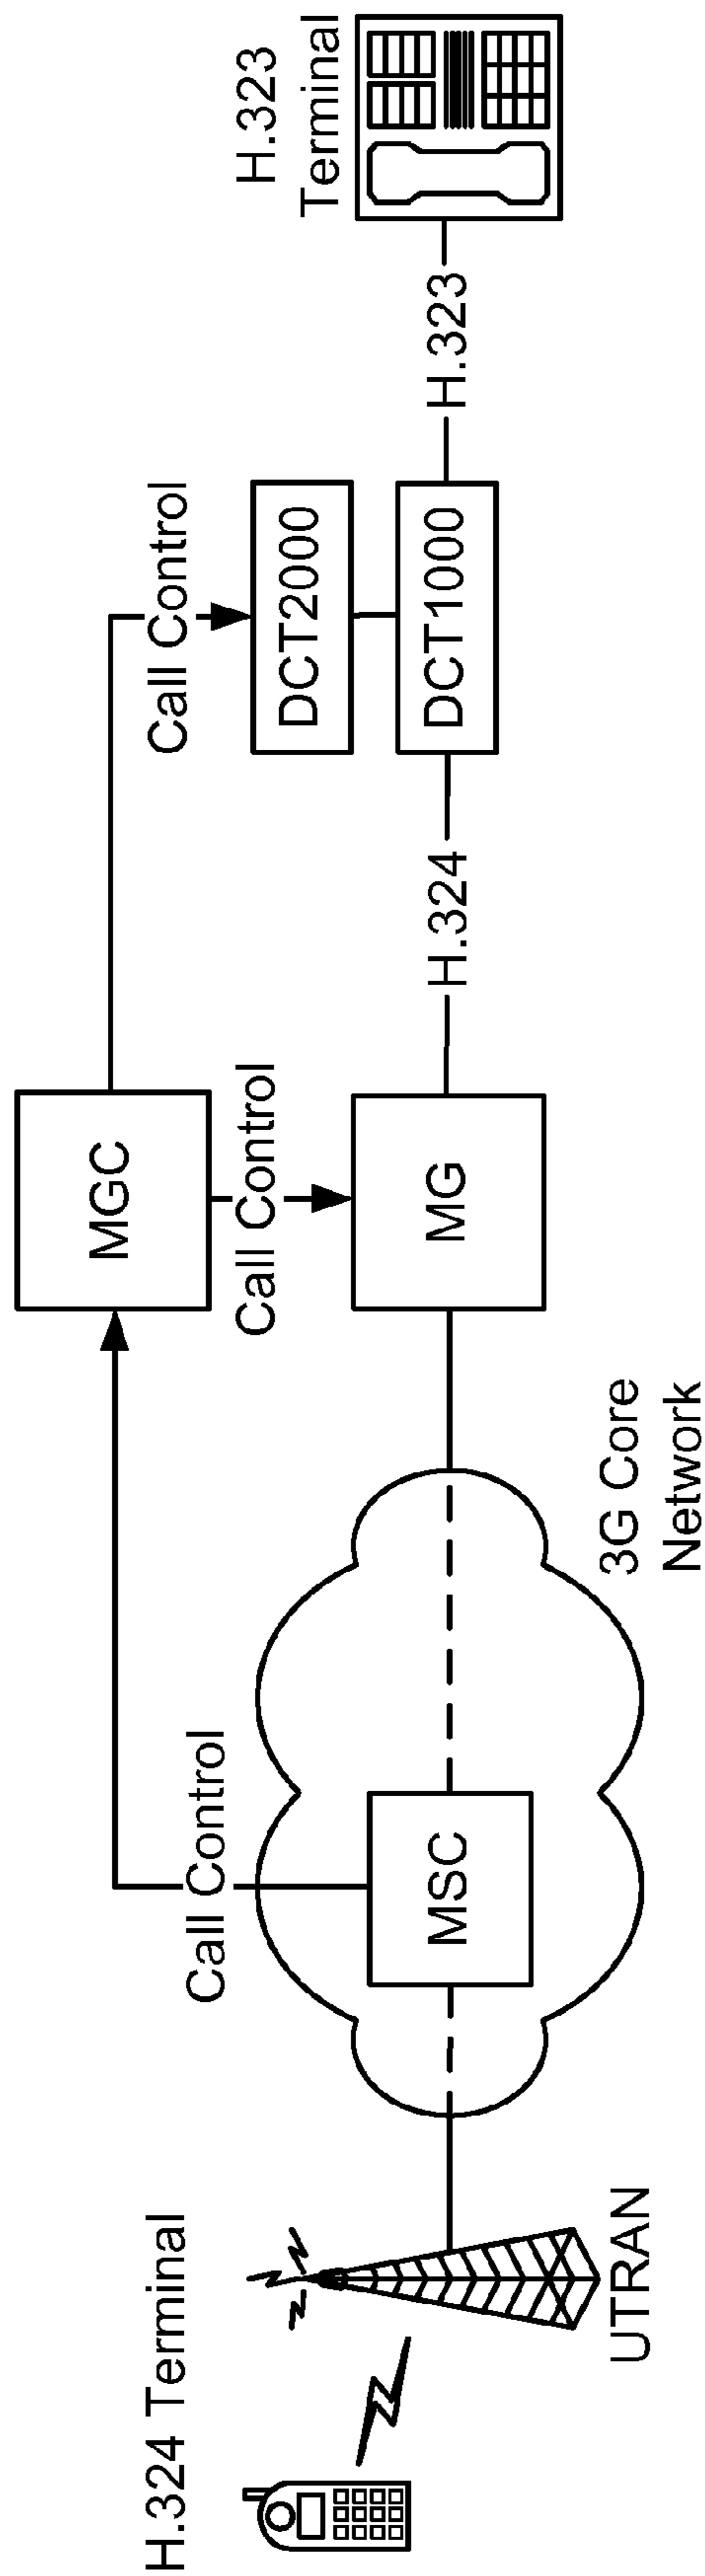 H.324 Terminal
UTRAN
Call Control
MSC
3G Core
Network
MGC
Call Control
MG
H.324
Call Control
DCT2000
DCT1000
H.323
H.323
Terminal